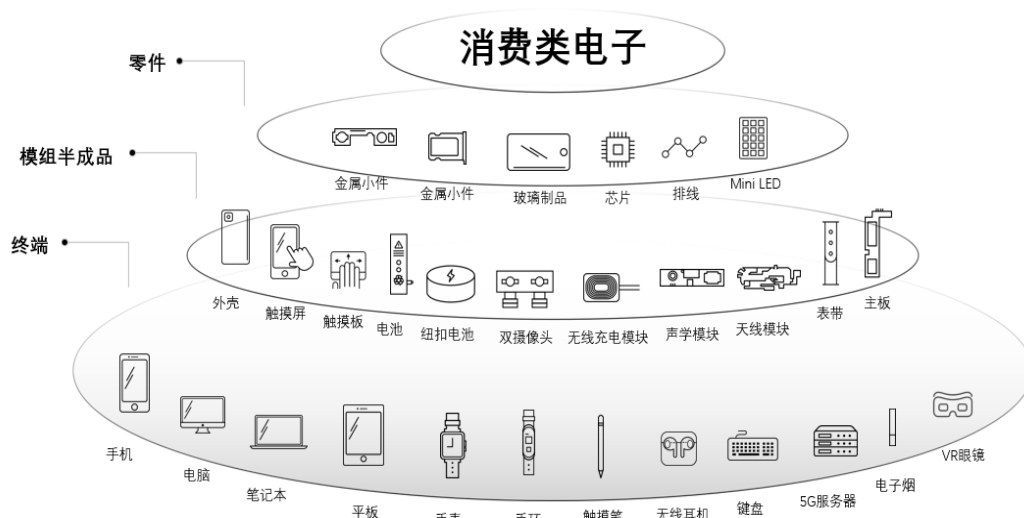 消费类电子
零件
金属小件
金属小件
玻璃制品
芯片
排线
Mini LED
模组半成品
外壳
触摸屏
触摸板
电池
纽扣电池
双摄像头
无线充电模块
声学模块
天线模块
表带
主板
终端
手机
电脑
笔记本
平板
手表
手环
触摸笔
无线耳机
键盘
5G服务器
电子烟
VR眼镜